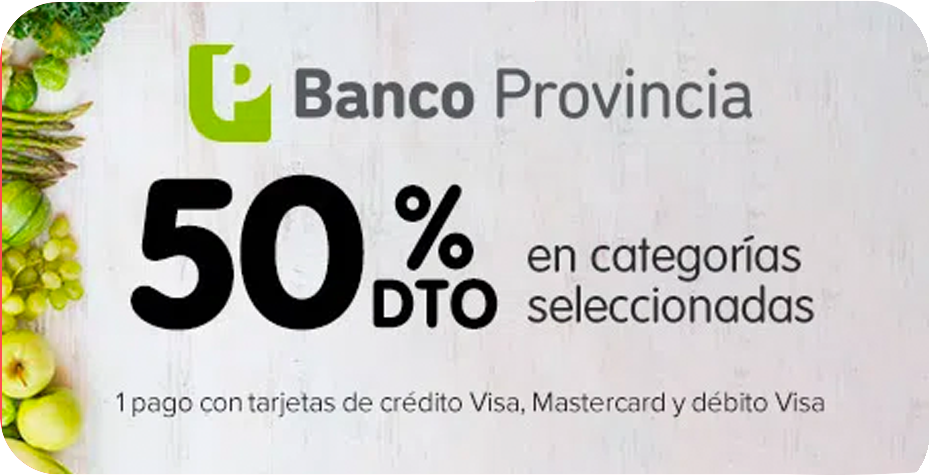 Banco Provincia
50% DTO
en categorías
seleccionadas
1 pago con tarjetas de crédito Visa, Mastercard y débito Visa